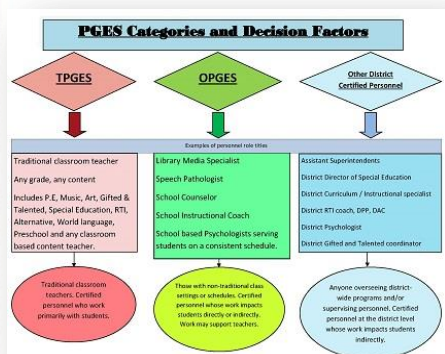 PGES Categories and Decision Factors
TPGES
OPGES
Other District
Certified Personnel
Examples of personnel role titles
Traditional classroom teacher
Any grade, any content
Includes P.E, Music, Art, Gifted &
Talented, Special Education, RTI,
Alternative, World language,
Preschool and any classroom
based content teacher.
Library Media Specialist
Speech Pathologist
School Counselor
School Instructional Coach
School based Psychologists serving
students on a consistent schedule.
Assistant Superintendents
District Director of Special Education
District Curriculum / Instructional specialist
District RTI coach, DPP, DAC
District Psychologist
District Gifted and Talented coordinator
Traditional classroom
teachers. Certified
personnel who work
primarily with students.
Those with non-traditional class
settings or schedules. Certified
personnel whose work impacts
students directly or indirectly.
Work may support teachers.
Anyone overseeing district-
wide programs and/or
supervising personnel. Certified
personnel at the district level
whose work impacts students
indirectly.